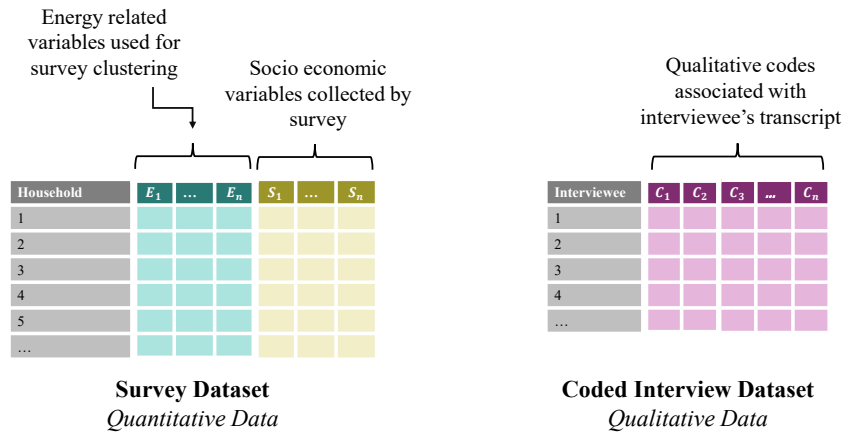 Energy related
variables used for
survey clustering
Socio economic
variables collected by
survey
Household E₁ ... Eₙ S₁ ... Sₙ
1
2
3
4
5
...
Survey Dataset
Quantitative Data
Qualitative codes
associated with
interviewee's transcript
Interviewee C₁ C₂ C₃ ... Cₙ
1
2
3
4
...
Coded Interview Dataset
Qualitative Data